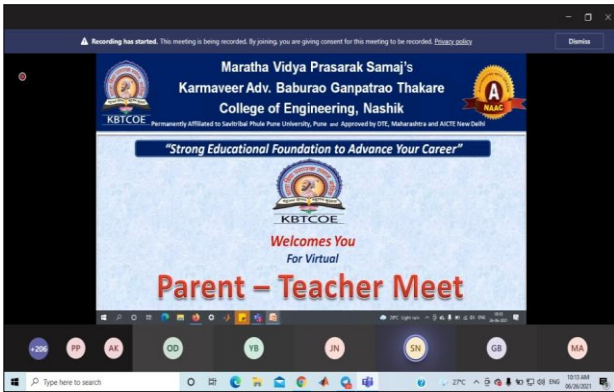 Recording has started. This meeting is being recorded. By joining, you are giving consent for this meeting to be recorded. Privacy policy
Dismiss
Maratha Vidya Prasarak Samaj's
Karmaveer Adv. Baburao Ganpatrao Thakare
College of Engineering, Nashik
KBTCOE
A
NAAC
Permanently Affiliated to Savitribai Phule Pune University, Pune and Approved by DTE, Maharashtra and AICTE New Delhi
"Strong Educational Foundation to Advance Your Career"
KBTCOE
Welcomes You
For Virtual
Parent – Teacher Meet
+206
PP
AK
OD
YB
JN
SN
GB
MA
Type here to search
27°C
ENG
10:13 AM
06/26/2021